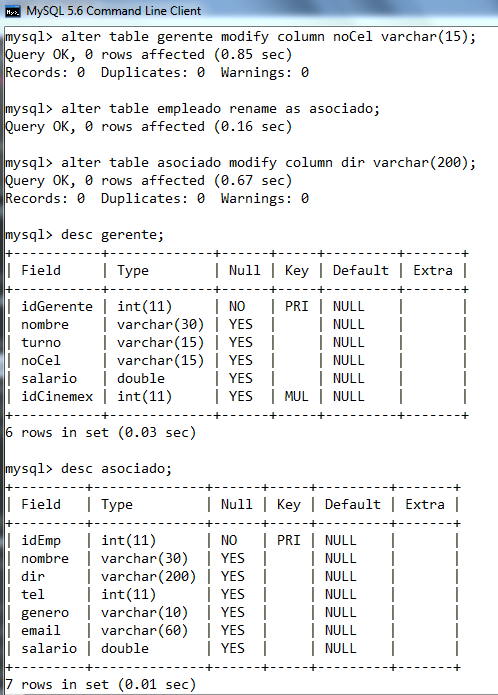 MySQL 5.6 Command Line Client
mysql> alter table gerente modify column noCel varchar(15);
Query OK, 0 rows affected (0.85 sec)
Records: 0  Duplicates: 0  Warnings: 0

mysql> alter table empleado rename as asociado;
Query OK, 0 rows affected (0.16 sec)

mysql> alter table asociado modify column dir varchar(200);
Query OK, 0 rows affected (0.67 sec)
Records: 0  Duplicates: 0  Warnings: 0

mysql> desc gerente;
+-----------+-------------+------+-----+---------+-------+
| Field     | Type        | Null | Key | Default | Extra |
+-----------+-------------+------+-----+---------+-------+
| idGerente | int(11)     | NO   | PRI | NULL    |       |
| nombre    | varchar(30) | YES  |     | NULL    |       |
| turno     | varchar(15) | YES  |     | NULL    |       |
| noCel     | varchar(15) | YES  |     | NULL    |       |
| salario   | double      | YES  |     | NULL    |       |
| idCinemex | int(11)     | YES  | MUL | NULL    |       |
+-----------+-------------+------+-----+---------+-------+
6 rows in set (0.03 sec)

mysql> desc asociado;
+---------+--------------+------+-----+---------+-------+
| Field   | Type         | Null | Key | Default | Extra |
+---------+--------------+------+-----+---------+-------+
| idEmp   | int(11)      | NO   | PRI | NULL    |       |
| nombre  | varchar(30)  | YES  |     | NULL    |       |
| dir     | varchar(200) | YES  |     | NULL    |       |
| tel     | int(11)      | YES  |     | NULL    |       |
| genero  | varchar(10)  | YES  |     | NULL    |       |
| email   | varchar(60)  | YES  |     | NULL    |       |
| salario | double       | YES  |     | NULL    |       |
+---------+--------------+------+-----+---------+-------+
7 rows in set (0.01 sec)